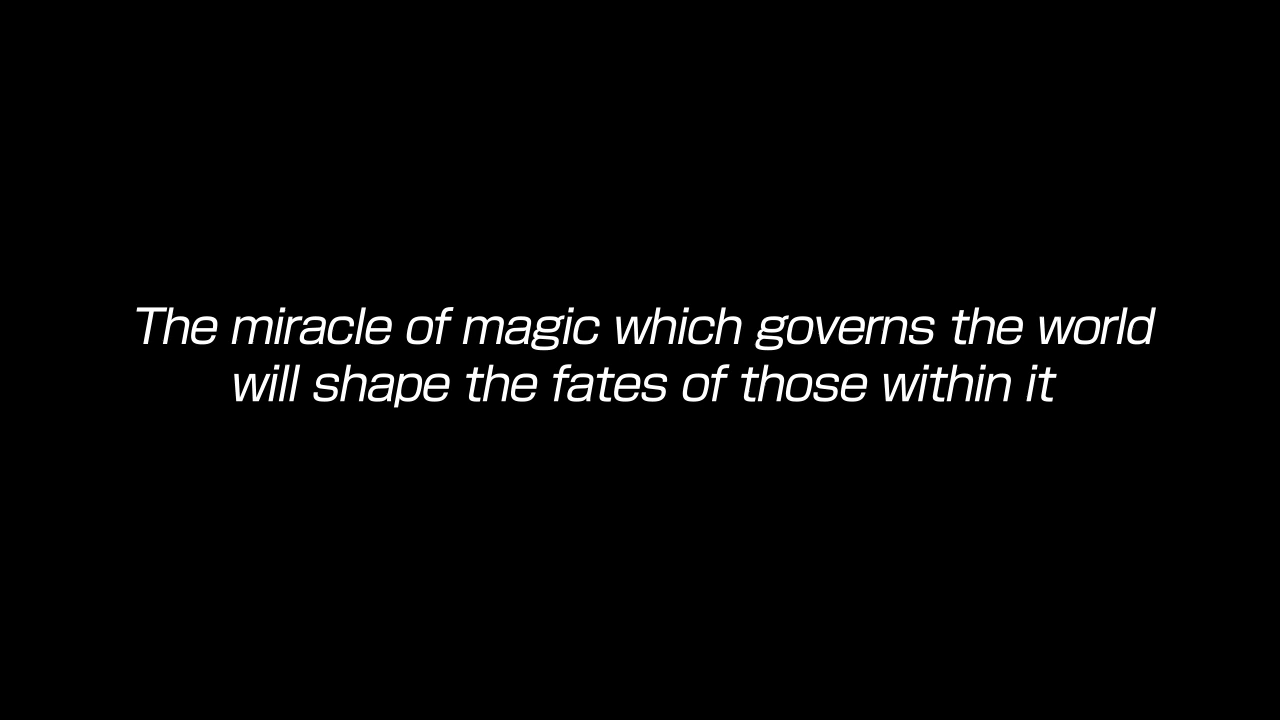 The miracle of magic which governs the world
will shape the fates of those within it